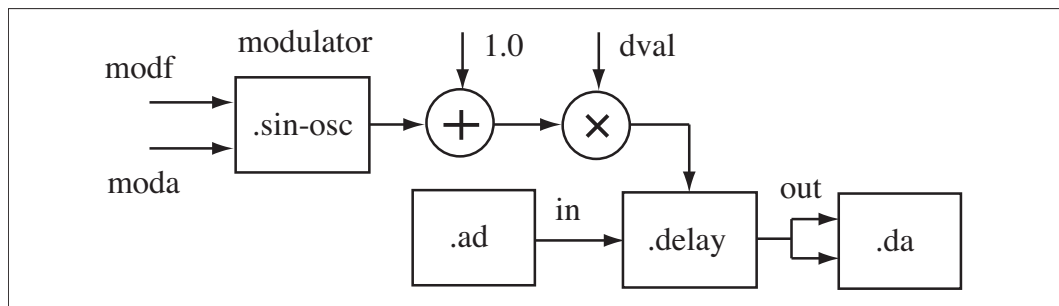 modulator
1.0
dval
modf
.sin-osc
+
×
moda
in
out
.ad
.delay
.da